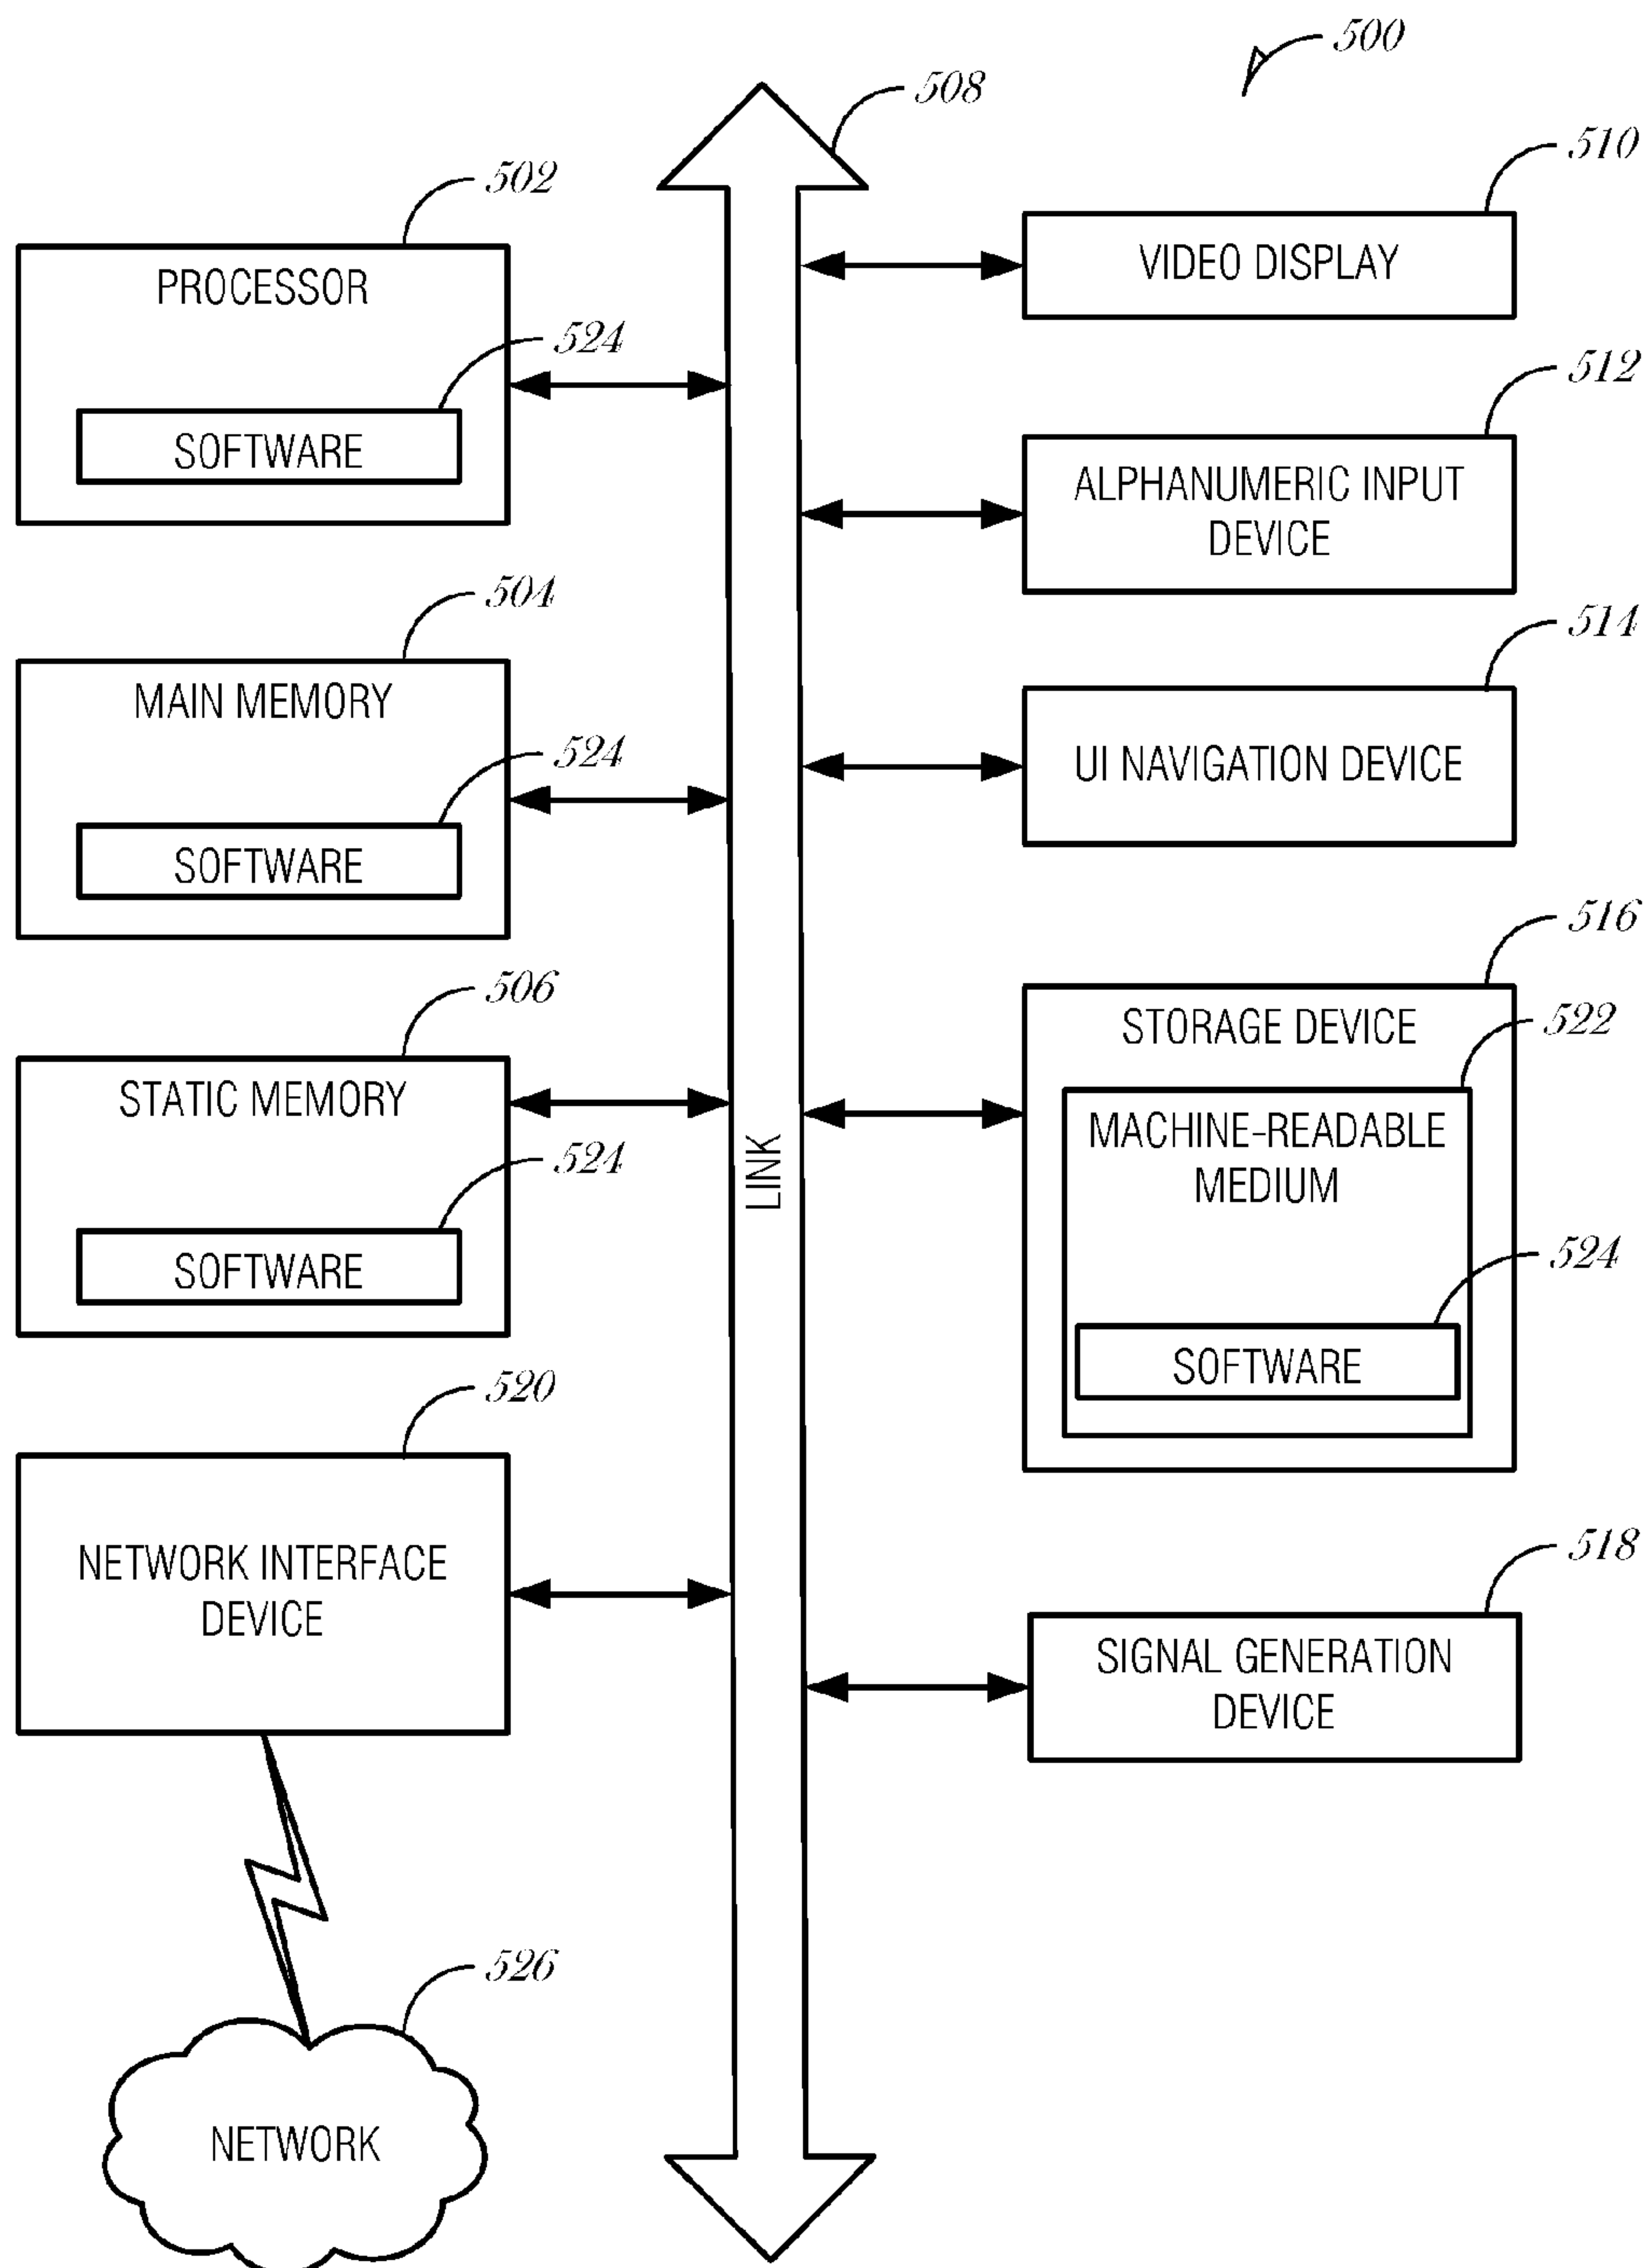 500
508
502
PROCESSOR
524
SOFTWARE
504
MAIN MEMORY
524
SOFTWARE
506
STATIC MEMORY
524
SOFTWARE
520
NETWORK INTERFACE
DEVICE
526
NETWORK
LINK
510
VIDEO DISPLAY
512
ALPHANUMERIC INPUT
DEVICE
514
UI NAVIGATION DEVICE
516
STORAGE DEVICE
522
MACHINE-READABLE
MEDIUM
524
SOFTWARE
518
SIGNAL GENERATION
DEVICE